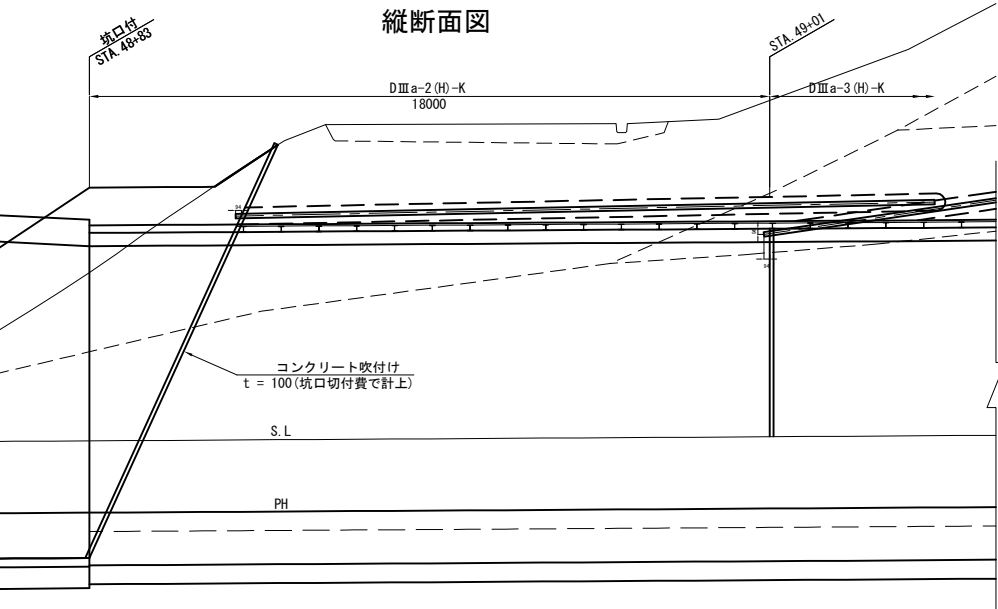 縦断面図
坑口付
STA.48+83
STA.49+01
DⅢa-2(H)-K
18000
DⅢa-3(H)-K
コンクリート吹付け
t = 100(坑口切付費で計上)
S.L
PH